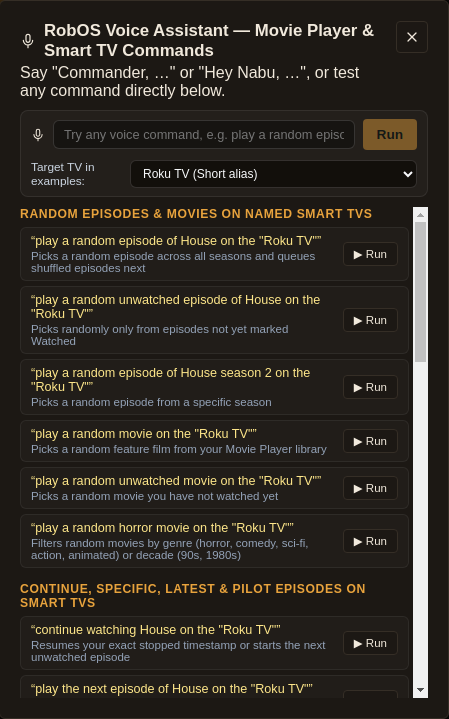 RobOS Voice Assistant — Movie Player &
Smart TV Commands
Say "Commander, …" or "Hey Nabu, …", or test
any command directly below.
Try any voice command, e.g. play a random episo
Run
Target TV in
examples:
Roku TV (Short alias)
RANDOM EPISODES & MOVIES ON NAMED SMART TVS
“play a random episode of House on the "Roku TV"”
Picks a random episode across all seasons and queues
shuffled episodes next
▶ Run
“play a random unwatched episode of House on the
"Roku TV"”
Picks randomly only from episodes not yet marked
Watched
▶ Run
“play a random episode of House season 2 on the
"Roku TV"”
Picks a random episode from a specific season
▶ Run
“play a random movie on the "Roku TV"”
Picks a random feature film from your Movie Player library
▶ Run
“play a random unwatched movie on the "Roku TV"”
Picks a random movie you have not watched yet
▶ Run
“play a random horror movie on the "Roku TV"”
Filters random movies by genre (horror, comedy, sci-fi,
action, animated) or decade (90s, 1980s)
▶ Run
CONTINUE, SPECIFIC, LATEST & PILOT EPISODES ON
SMART TVS
“continue watching House on the "Roku TV"”
Resumes your exact stopped timestamp or starts the next
unwatched episode
▶ Run
“play the next episode of House on the "Roku TV"”